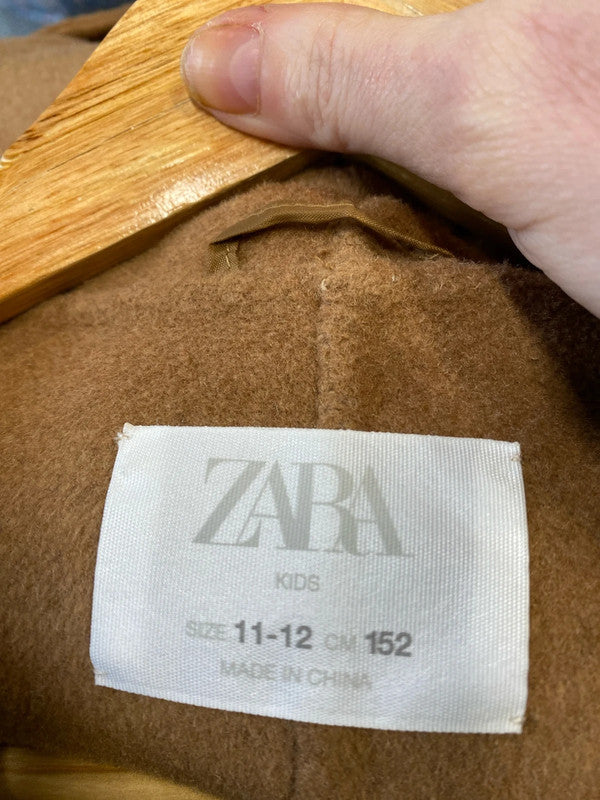 ZARA
KIDS
SIZE 11-12 CM 152
MADE IN CHINA